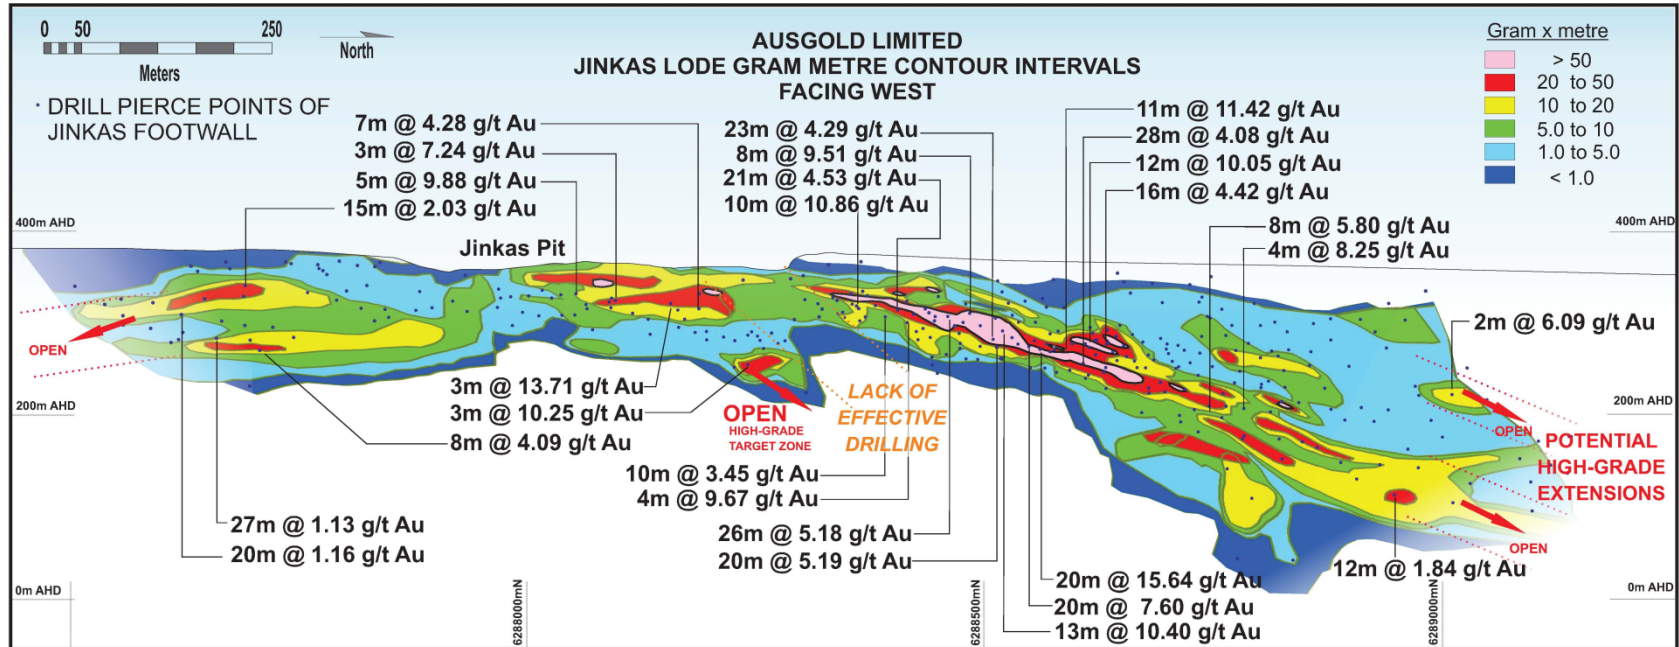 0 50 250
Meters
North
• DRILL PIERCE POINTS OF
JINKAS FOOTWALL
AUSGOLD LIMITED
JINKAS LODE GRAM METRE CONTOUR INTERVALS
FACING WEST
Gram x metre
> 50
20 to 50
10 to 20
5.0 to 10
1.0 to 5.0
< 1.0
7m @ 4.28 g/t Au
3m @ 7.24 g/t Au
5m @ 9.88 g/t Au
15m @ 2.03 g/t Au
23m @ 4.29 g/t Au
8m @ 9.51 g/t Au
21m @ 4.53 g/t Au
10m @ 10.86 g/t Au
11m @ 11.42 g/t Au
28m @ 4.08 g/t Au
12m @ 10.05 g/t Au
16m @ 4.42 g/t Au
8m @ 5.80 g/t Au
4m @ 8.25 g/t Au
400m AHD
400m AHD
Jinkas Pit
2m @ 6.09 g/t Au
OPEN
3m @ 13.71 g/t Au
3m @ 10.25 g/t Au
8m @ 4.09 g/t Au
OPEN
HIGH-GRADE
TARGET ZONE
LACK OF
EFFECTIVE
DRILLING
200m AHD
200m AHD
OPEN
POTENTIAL
HIGH-GRADE
EXTENSIONS
10m @ 3.45 g/t Au
4m @ 9.67 g/t Au
27m @ 1.13 g/t Au
20m @ 1.16 g/t Au
26m @ 5.18 g/t Au
20m @ 5.19 g/t Au
OPEN
12m @ 1.84 g/t Au
20m @ 15.64 g/t Au
20m @ 7.60 g/t Au
13m @ 10.40 g/t Au
0m AHD
0m AHD
6288000mN
6288500mN
6289000mN